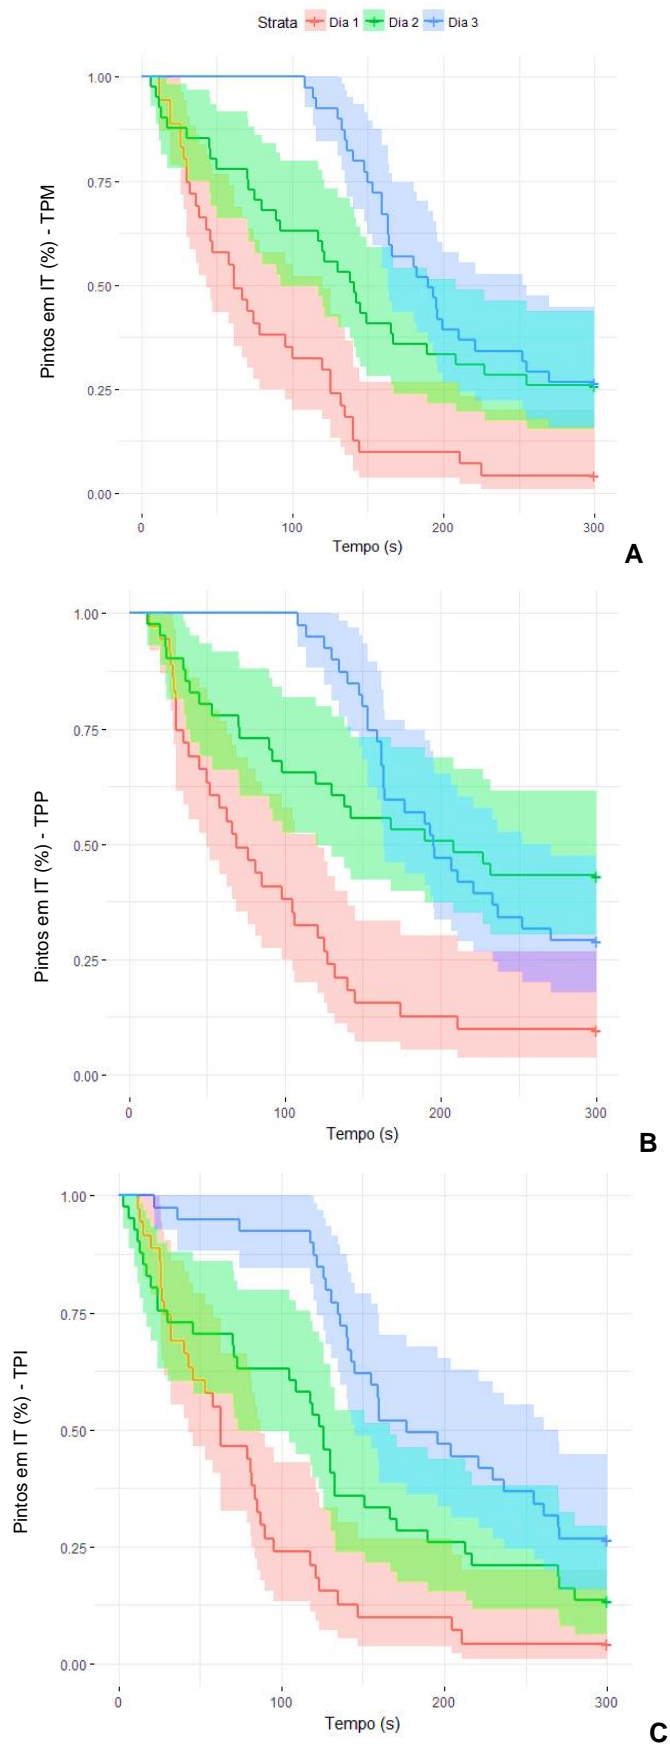 Strata Dia 1 Dia 2 Dia 3
Pintos em IT (%) - TPM
1.00
0.75
0.50
0.25
0.00
0 100 200 300
Tempo (s)
A
Pintos em IT (%) - TPP
1.00
0.75
0.50
0.25
0.00
0 100 200 300
Tempo (s)
B
Pintos em IT (%) - TPI
1.00
0.75
0.50
0.25
0.00
0 100 200 300
Tempo (s)
C